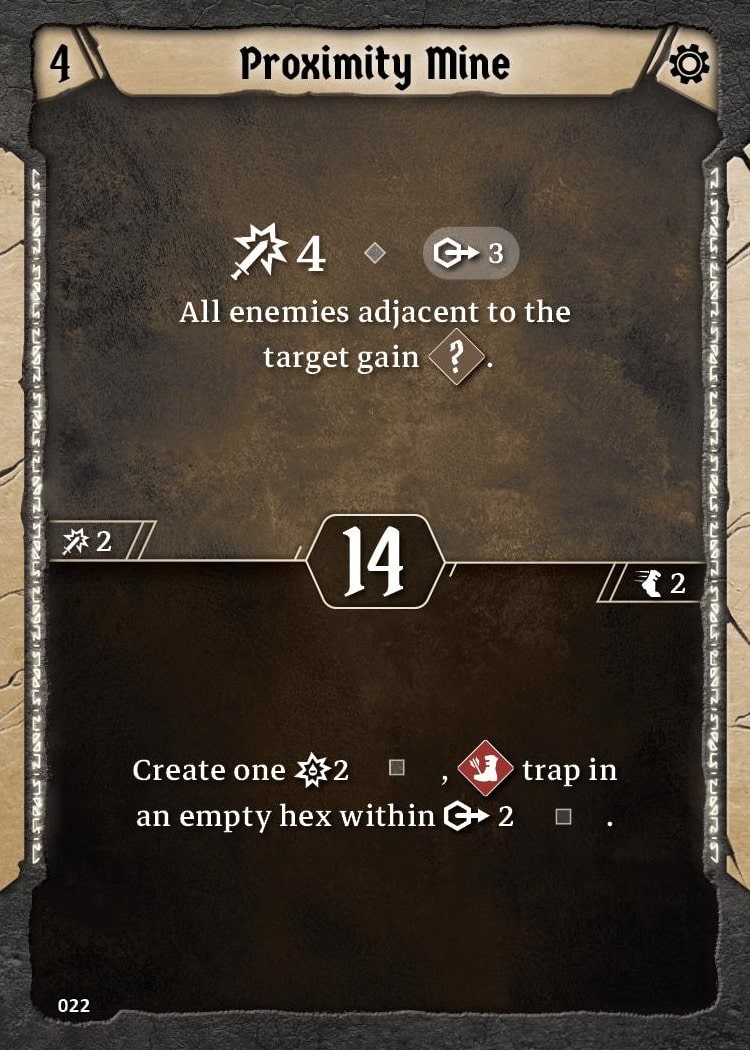 4 Proximity Mine
4 3
All enemies adjacent to the
target gain ? .
2
14
2
Create one 2 , trap in
an empty hex within 2 .
022